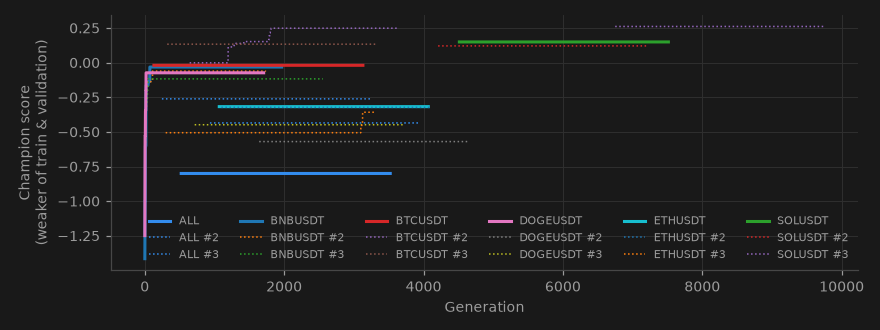 Champion score
(weaker of train & validation)
0.25
0.00
−0.25
−0.50
−0.75
−1.00
−1.25
ALL BNBUSDT BTCUSDT DOGEUSDT ETHUSDT SOLUSDT
ALL #2 BNBUSDT #2 BTCUSDT #2 DOGEUSDT #2 ETHUSDT #2 SOLUSDT #2
ALL #3 BNBUSDT #3 BTCUSDT #3 DOGEUSDT #3 ETHUSDT #3 SOLUSDT #3
0 2000 4000 6000 8000 10000
Generation